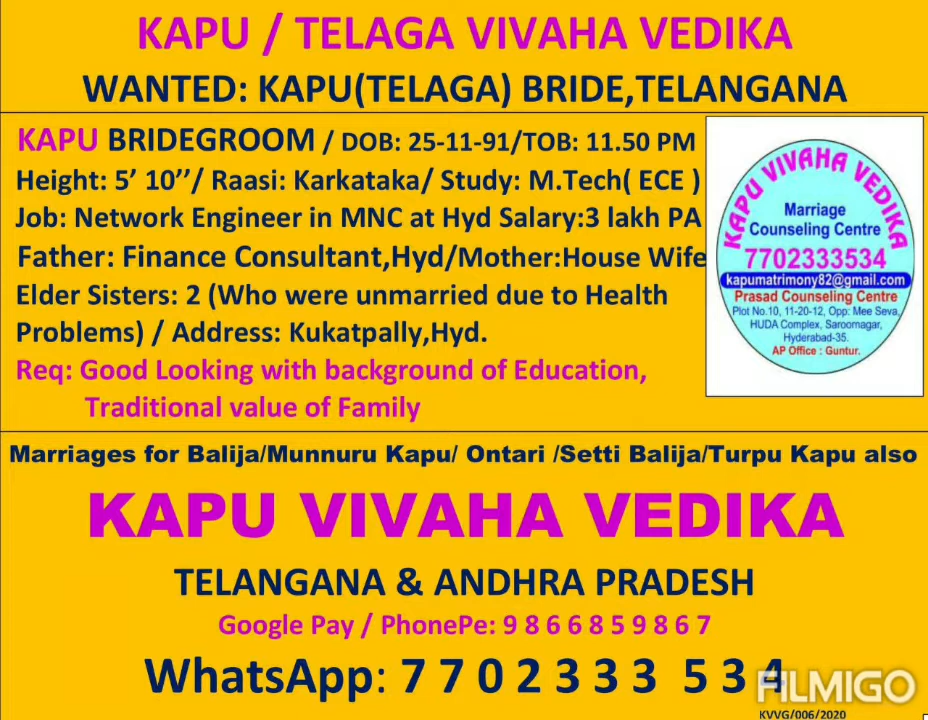 KAPU / TELAGA VIVAHA VEDIKA
WANTED: KAPU(TELAGA) BRIDE,TELANGANA
KAPU BRIDEGROOM / DOB: 25-11-91/TOB: 11.50 PM
Height: 5’ 10’’/ Raasi: Karkataka/ Study: M.Tech( ECE )
Job: Network Engineer in MNC at Hyd Salary:3 lakh PA
Father: Finance Consultant,Hyd/Mother:House Wife
Elder Sisters: 2 (Who were unmarried due to Health
Problems) / Address: Kukatpally,Hyd.
Req: Good Looking with background of Education,
Traditional value of Family
KAPU VIVAHA VEDIKA
Marriage
Counseling Centre
7702333534
kapumatrimony82@gmail.com
Prasad Counseling Centre
Plot No.10, 11-20-12, Opp: Mee Seva,
HUDA Complex, Saroornagar,
Hyderabad-35.
AP Office : Guntur.
Marriages for Balija/Munnuru Kapu/ Ontari /Setti Balija/Turpu Kapu also
KAPU VIVAHA VEDIKA
TELANGANA & ANDHRA PRADESH
Google Pay / PhonePe: 9 8 6 6 8 5 9 8 6 7
WhatsApp: 7 7 0 2 3 3 3 5 3 4
FILMIGO
KVVG/006/2020